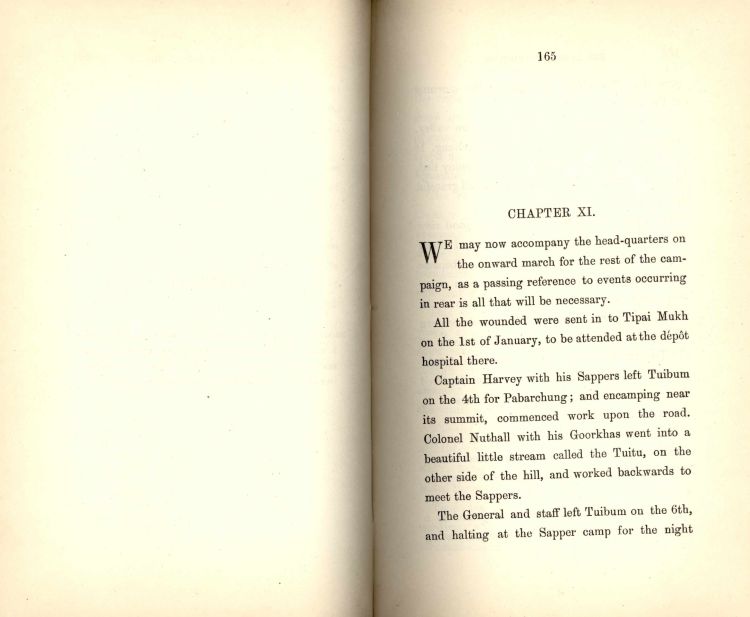 165
CHAPTER XI.
WE may now accompany the head-quarters on
the onward march for the rest of the cam-
paign, as a passing reference to events occurring
in rear is all that will be necessary.
All the wounded were sent in to Tipai Mukh
on the 1st of January, to be attended at the dépôt
hospital there.
Captain Harvey with his Sappers left Tuibum
on the 4th for Pabarchung; and encamping near
its summit, commenced work upon the road.
Colonel Nuthall with his Goorkhas went into a
beautiful little stream called the Tuitu, on the
other side of the hill, and worked backwards to
meet the Sappers.
The General and staff left Tuibum on the 6th,
and halting at the Sapper camp for the night